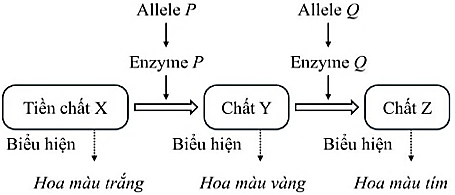 Allele P
Allele Q
Enzyme P
Enzyme Q
Tiền chất X
Chất Y
Chất Z
Biểu hiện
Biểu hiện
Biểu hiện
Hoa màu trắng
Hoa màu vàng
Hoa màu tím